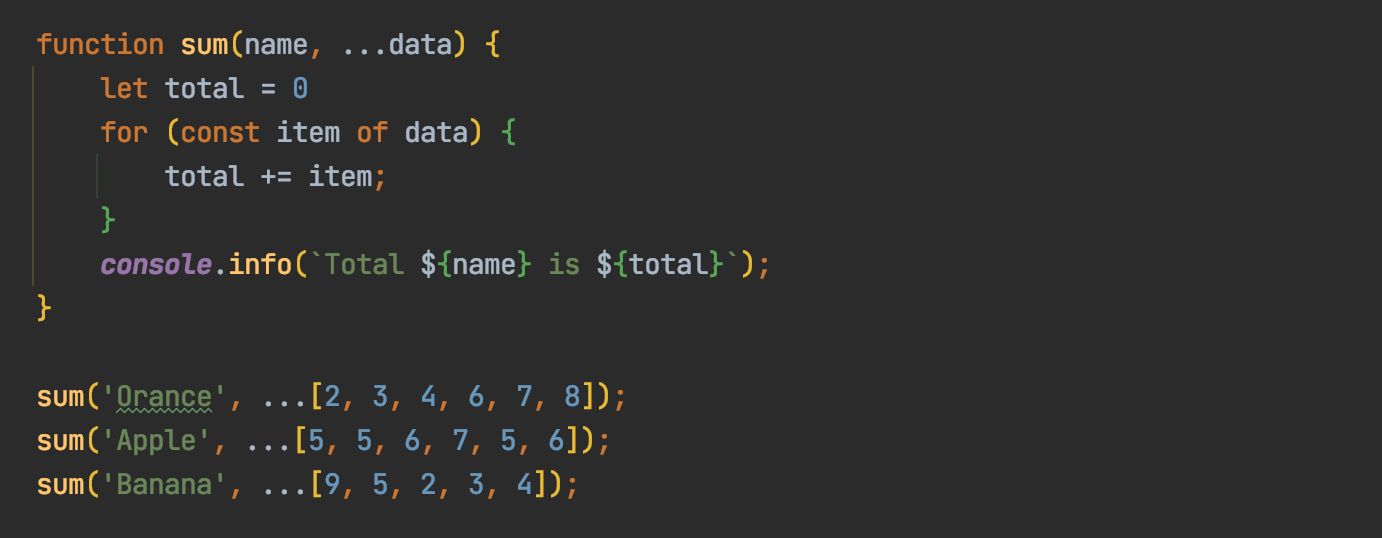 function sum(name, ...data) {
    let total = 0
    for (const item of data) {
        total += item;
    }
    console.info(`Total ${name} is ${total}`);
}

sum('Orance', ...[2, 3, 4, 6, 7, 8]);
sum('Apple', ...[5, 5, 6, 7, 5, 6]);
sum('Banana', ...[9, 5, 2, 3, 4]);